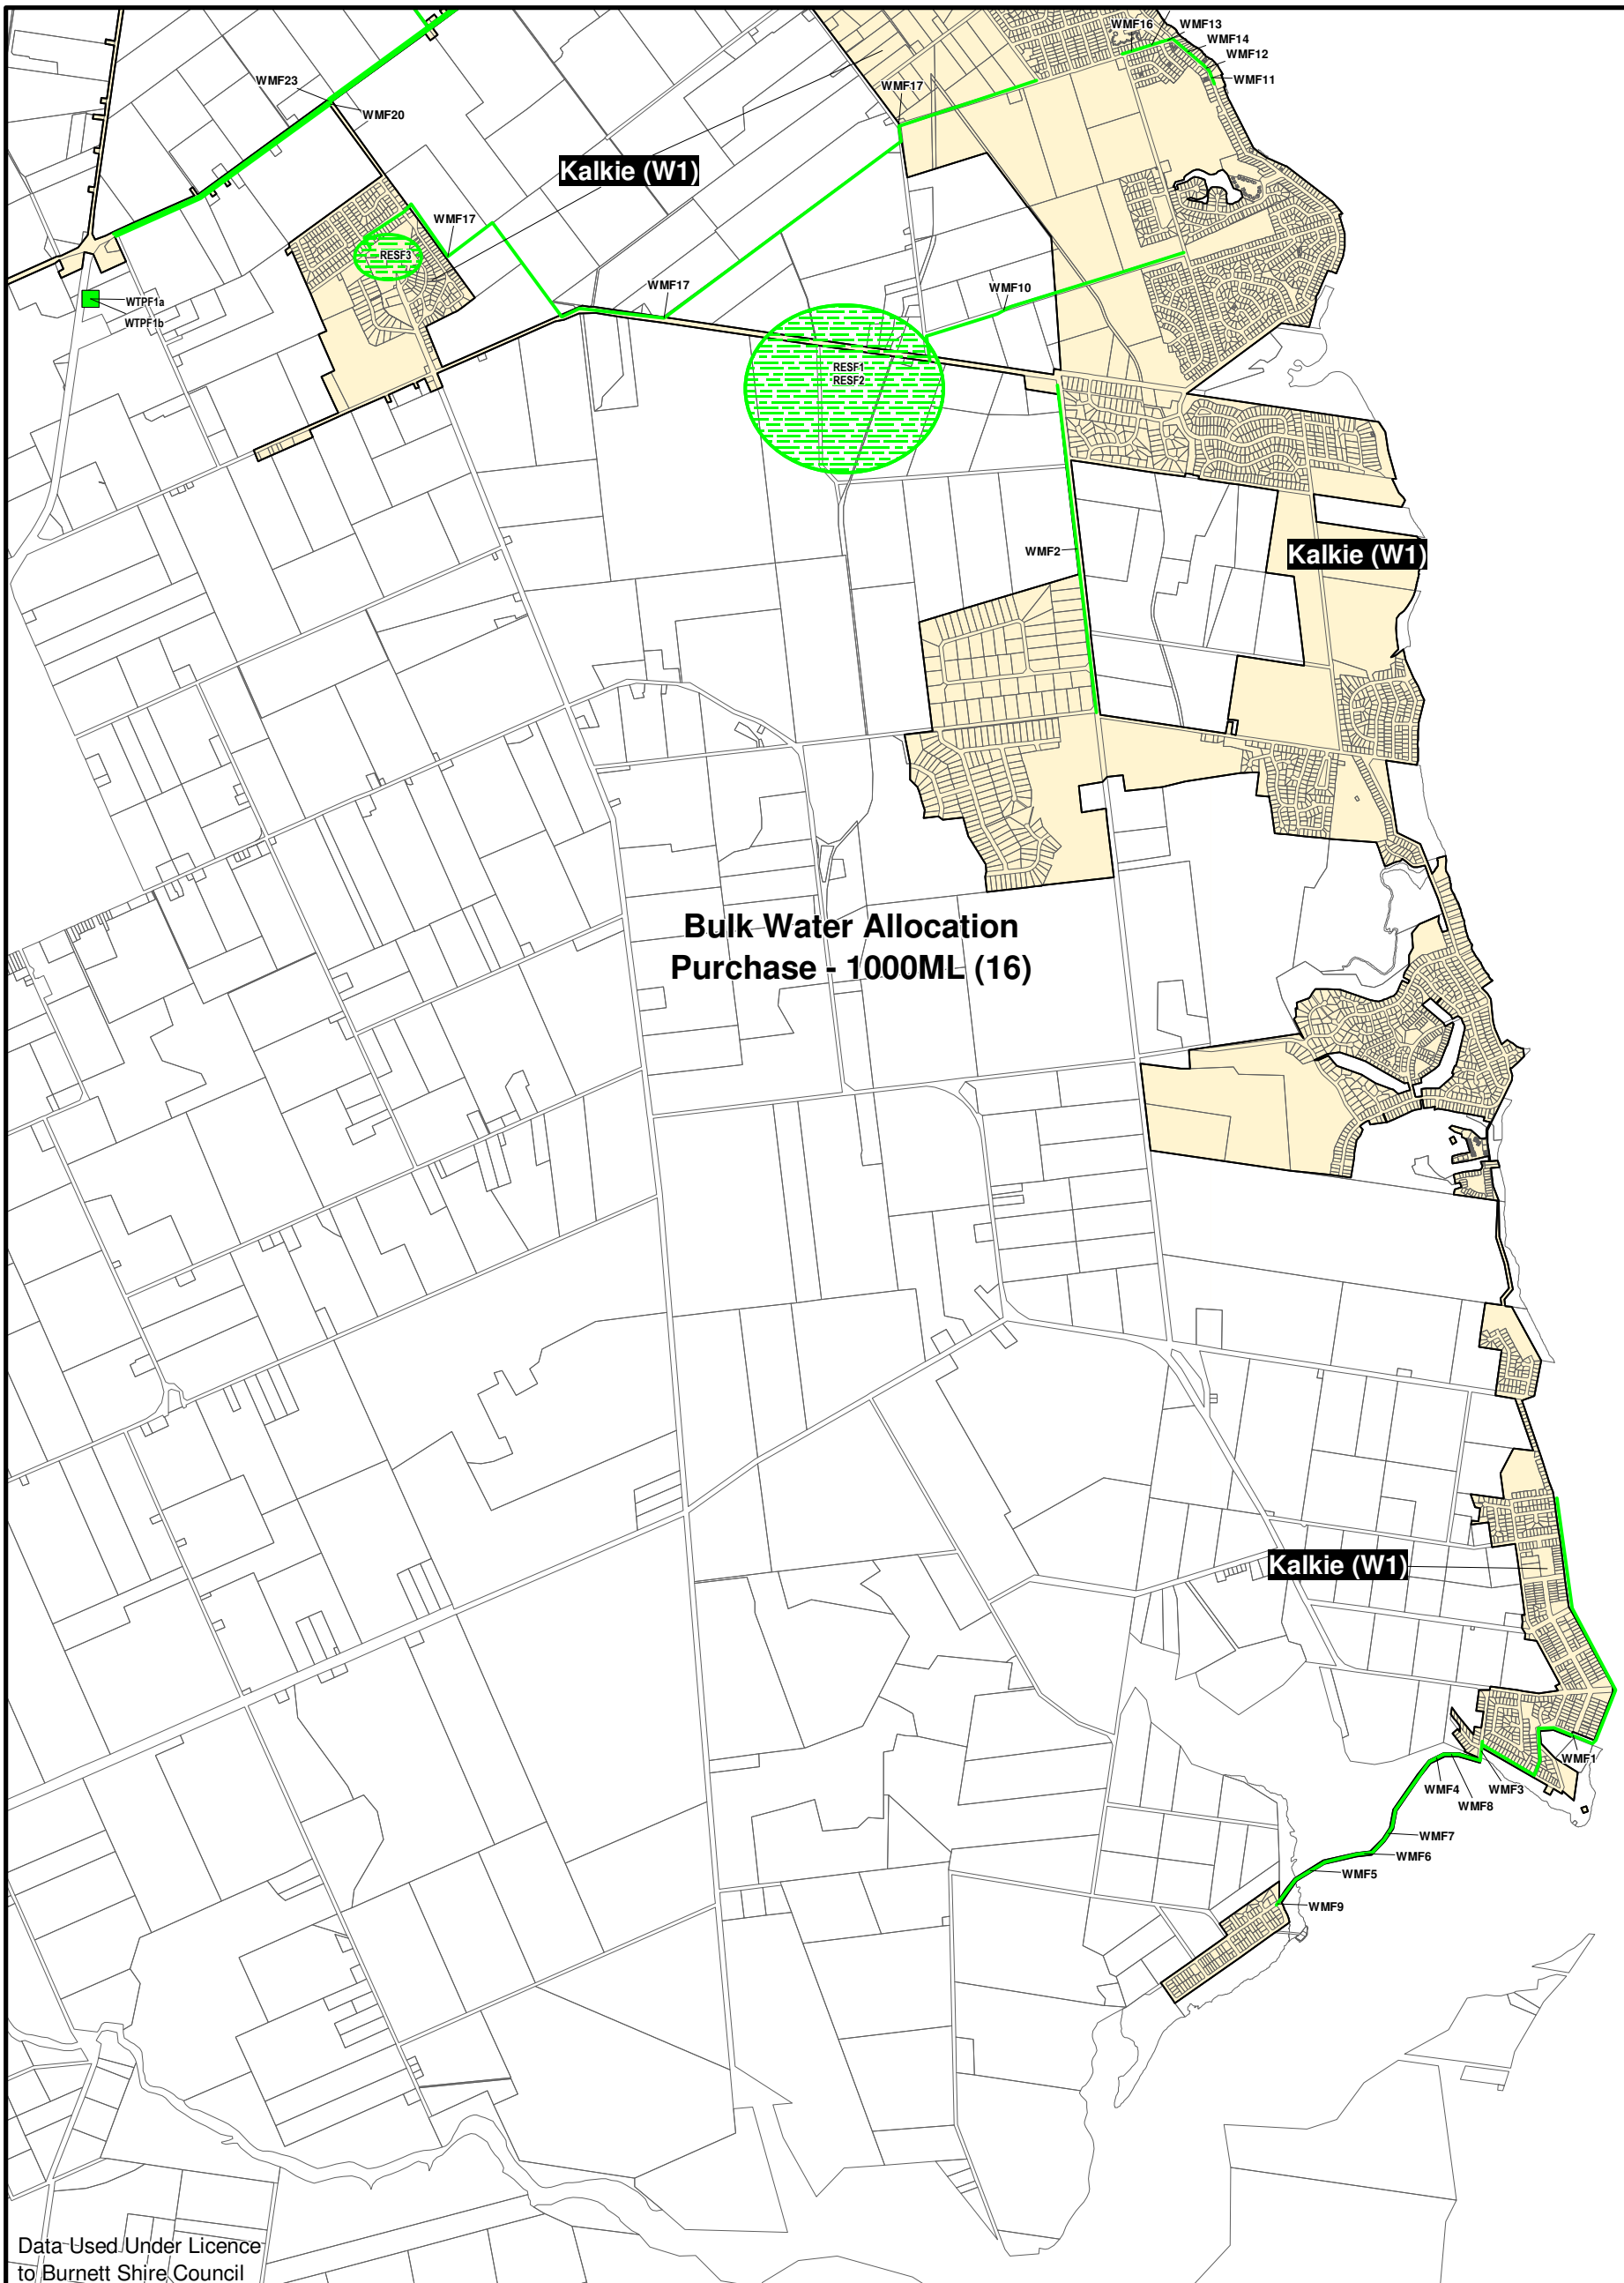 WMF16
WMF13
WMF14
WMF12
WMF11
WMF23
WMF20
WMF17
Kalkie (W1)
WMF17
RESF3
WTPF1a
WTPF1b
WMF17
WMF10
RESF1
RESF2
WMF2
Kalkie (W1)
Bulk Water Allocation
Purchase - 1000ML (16)
Kalkie (W1)
WMF1
WMF3
WMF4
WMF8
WMF7
WMF6
WMF5
WMF9
Data Used Under Licence
to Burnett Shire Council